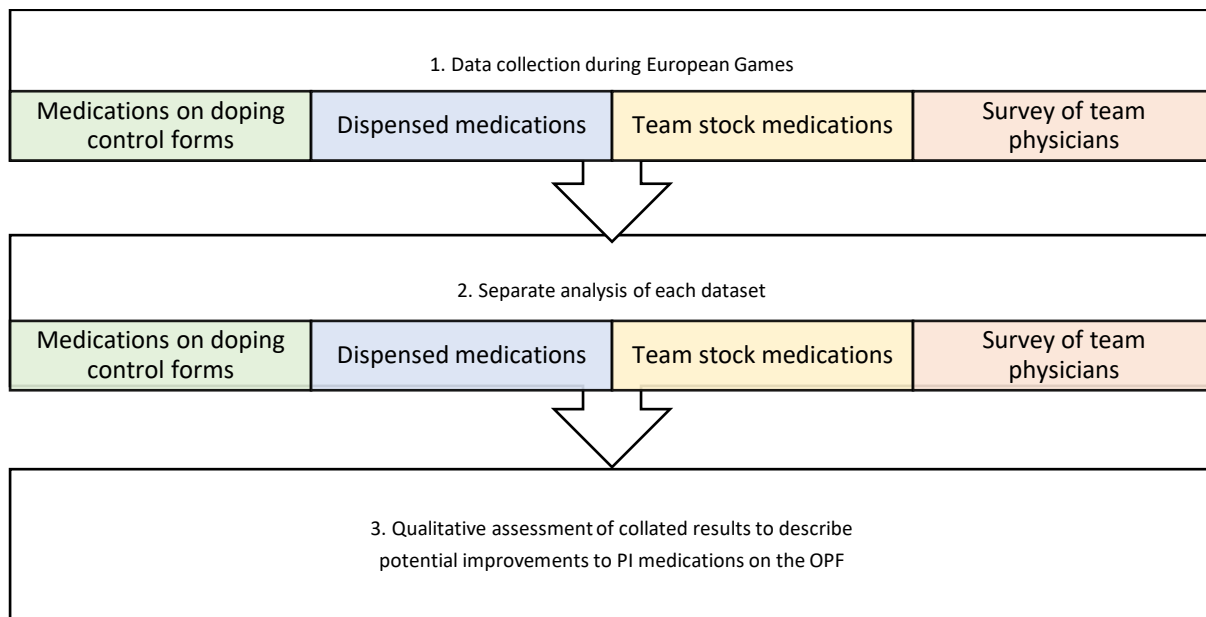 1. Data collection during European Games
Medications on doping
control forms
Dispensed medications
Team stock medications
Survey of team
physicians
2. Separate analysis of each dataset
Medications on doping
control forms
Dispensed medications
Team stock medications
Survey of team
physicians
3. Qualitative assessment of collated results to describe
potential improvements to PI medications on the OPF